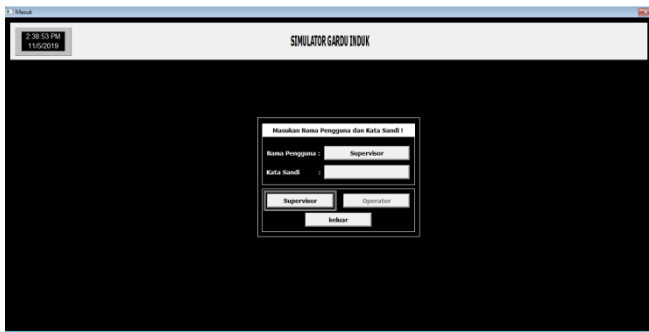 Masuk
2:38:53 PM
11/5/2019
SIMULATOR GARDU INDUK
Masukan Nama Pengguna dan Kata Sandi !
Nama Pengguna : Supervisor
Kata Sandi :
Supervisor Operator
keluar